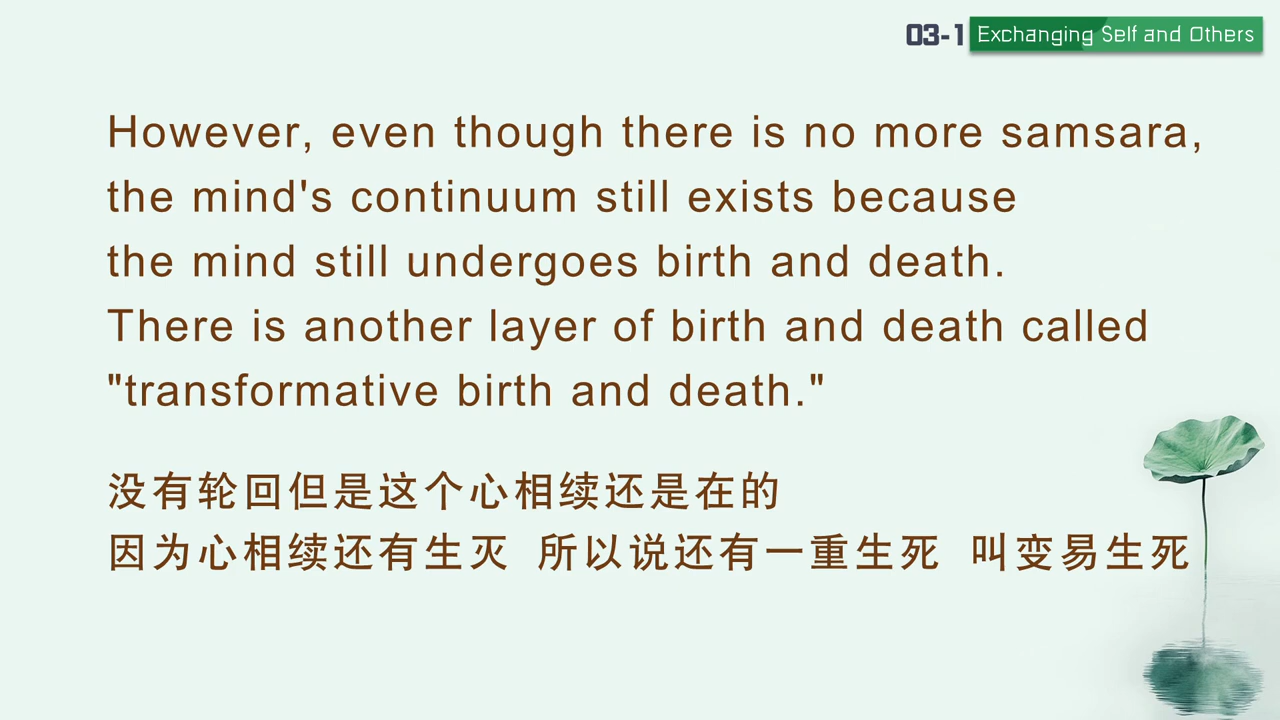 03-1 Exchanging Self and Others
However, even though there is no more samsara,
the mind's continuum still exists because
the mind still undergoes birth and death.
There is another layer of birth and death called
"transformative birth and death."
没有轮回但是这个心相续还是在的
因为心相续还有生灭 所以说还有一重生死 叫变易生死